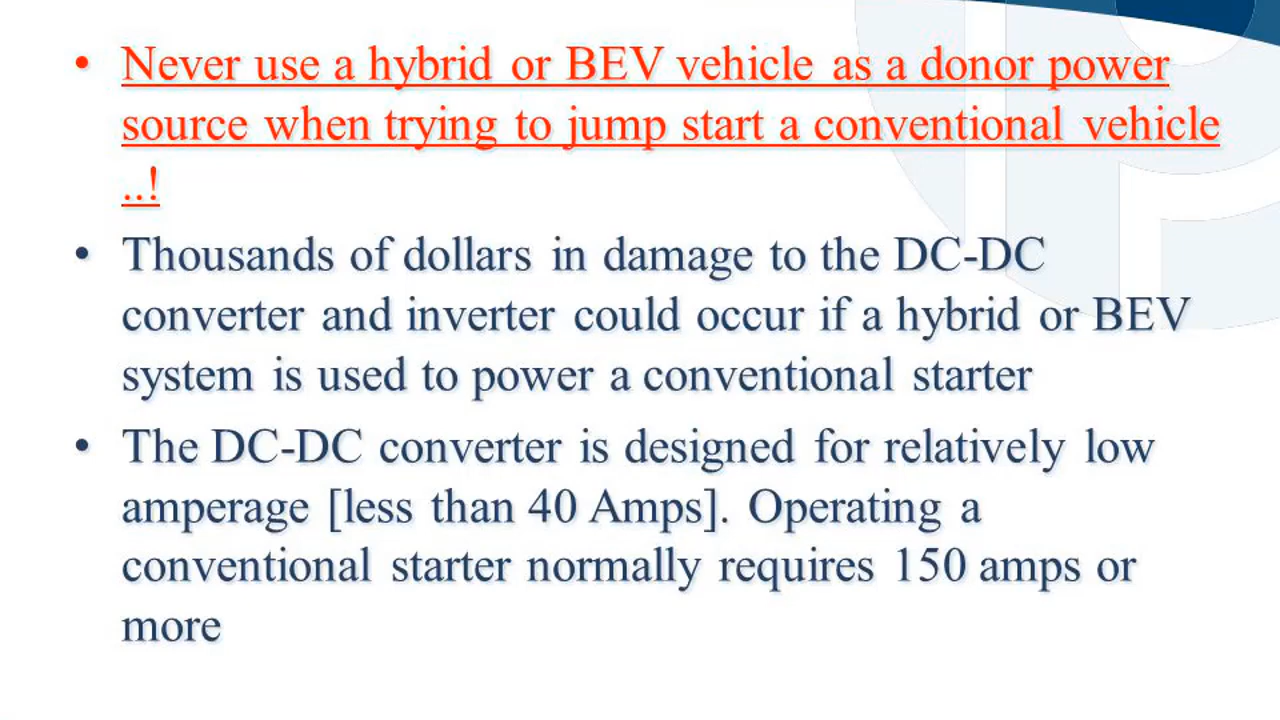 • Never use a hybrid or BEV vehicle as a donor power
source when trying to jump start a conventional vehicle
..!
• Thousands of dollars in damage to the DC-DC
converter and inverter could occur if a hybrid or BEV
system is used to power a conventional starter
• The DC-DC converter is designed for relatively low
amperage [less than 40 Amps]. Operating a
conventional starter normally requires 150 amps or
more